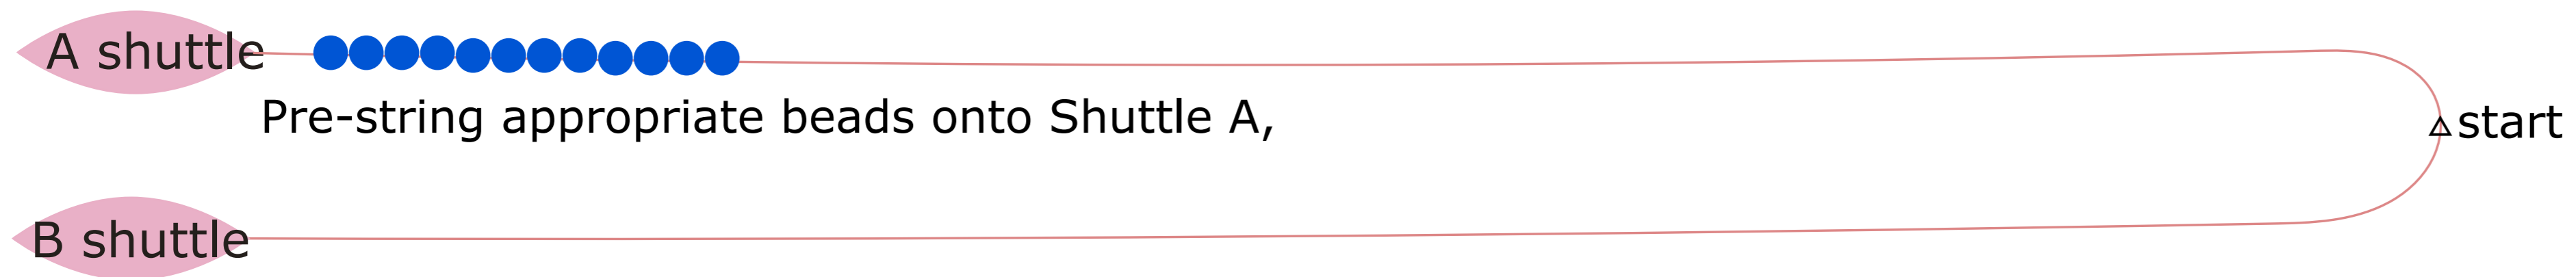 A shuttle
Pre-string appropriate beads onto Shuttle A,
start
B shuttle